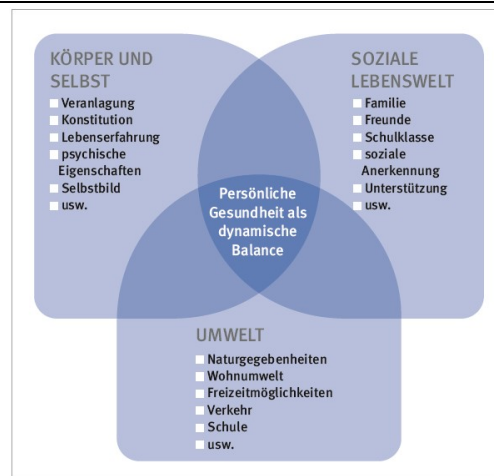 KÖRPER UND
SELBST
Veranlagung
Konstitution
Lebenserfahrung
psychische
Eigenschaften
Selbstbild
usw.
SOZIALE
LEBENSWELT
Familie
Freunde
Schulklasse
soziale
Anerkennung
Unterstützung
usw.
Persönliche
Gesundheit als
dynamische
Balance
UMWELT
Naturgegebenheiten
Wohnumwelt
Freizeitmöglichkeiten
Verkehr
Schule
usw.